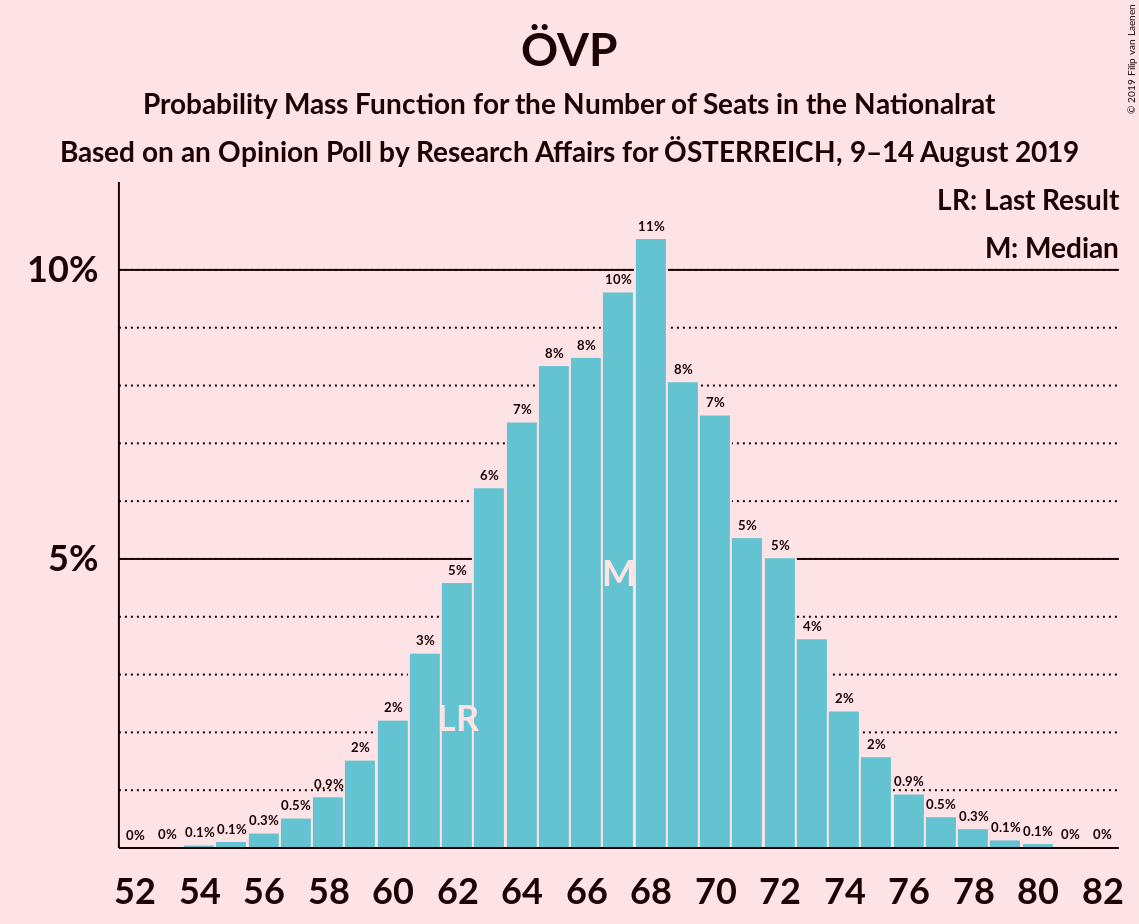 ÖVP
Probability Mass Function for the Number of Seats in the Nationalrat
Based on an Opinion Poll by Research Affairs for ÖSTERREICH, 9–14 August 2019
© 2019 Filip van Laenen
LR: Last Result
M: Median
10%
5%
0% 0% 0.1% 0.1% 0.3% 0.5% 0.9% 2% 2% 3% 5% 6% 7% 8% 8% 10% 11% 8% 7% 5% 5% 4% 2% 2% 0.9% 0.5% 0.3% 0.1% 0.1% 0% 0%
M
LR
52 54 56 58 60 62 64 66 68 70 72 74 76 78 80 82